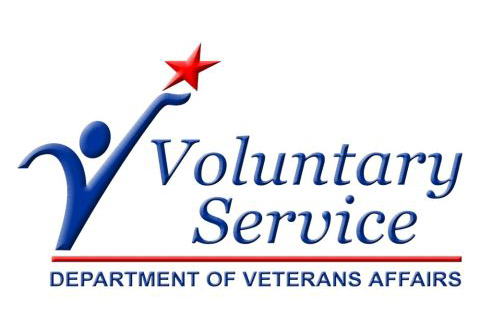 Voluntary
Service
DEPARTMENT OF VETERANS AFFAIRS